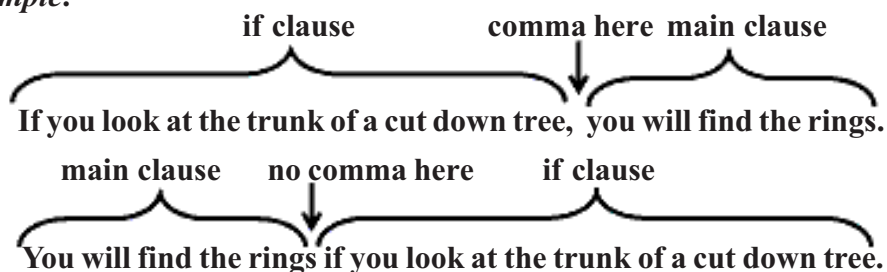 if clause comma here main clause
If you look at the trunk of a cut down tree, you will find the rings.
main clause no comma here if clause
You will find the rings if you look at the trunk of a cut down tree.